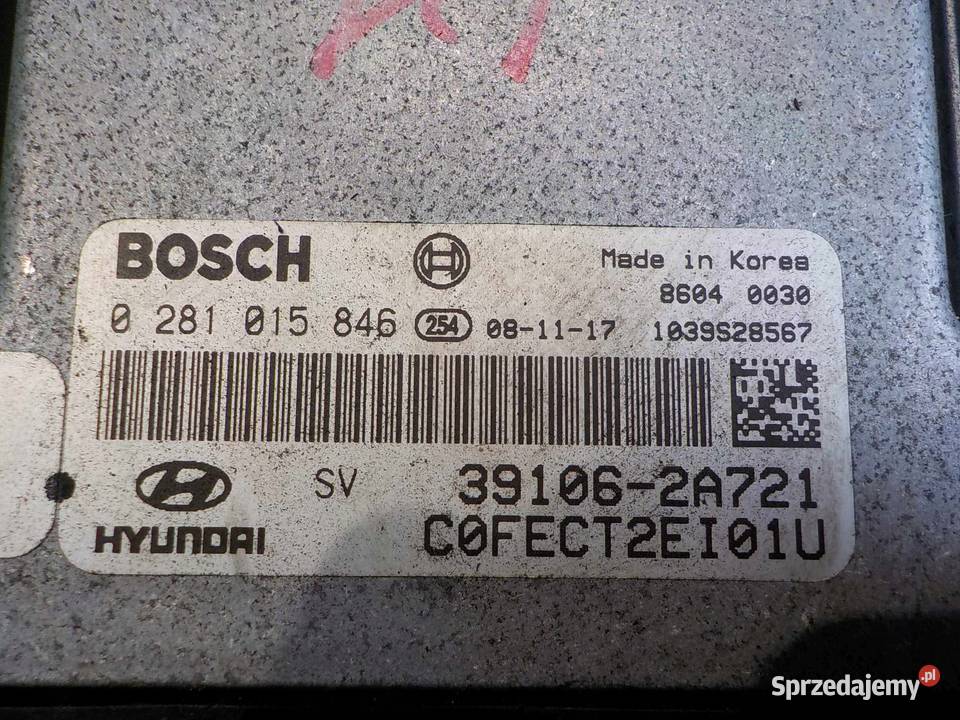 BOSCH
Made in Korea
8604 0030
0 281 015 846 254 08-11-17 1039S28567
SV 39106-2A721
HYUNDAI C0FECT2EI01U
Sprzedajemy.pl